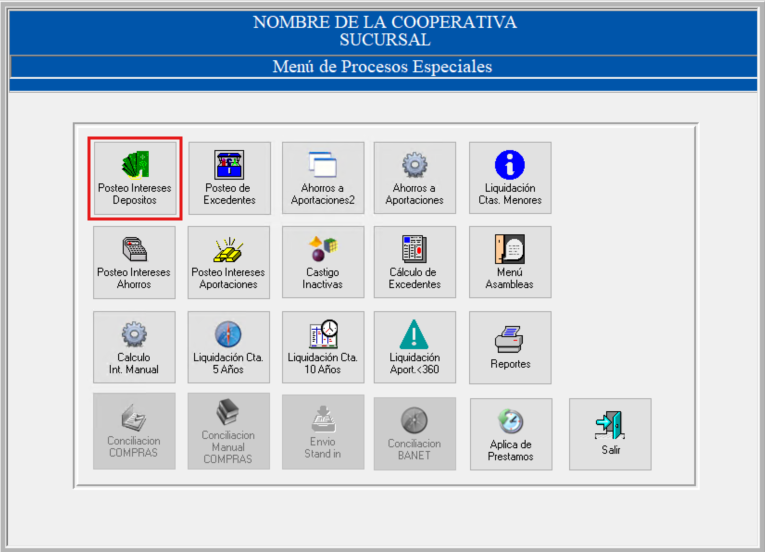 NOMBRE DE LA COOPERATIVA
SUCURSAL
Menú de Procesos Especiales
Posteo Intereses
Depositos
Posteo de
Excedentes
Ahorros a
Aportaciones2
Ahorros a
Aportaciones
Liquidación
Ctas. Menores
Posteo Intereses
Ahorros
Posteo Intereses
Aportaciones
Castigo
Inactivas
Cálculo de
Excedentes
Menú
Asambleas
Calculo
Int. Manual
Liquidación Cta.
5 Años
Liquidación Cta.
10 Años
Liquidación
Aport.<360
Reportes
Conciliacion
COMPRAS
Conciliacion
Manual
COMPRAS
Envio
Stand in
Conciliacion
BANET
Aplica de
Prestamos
Salir